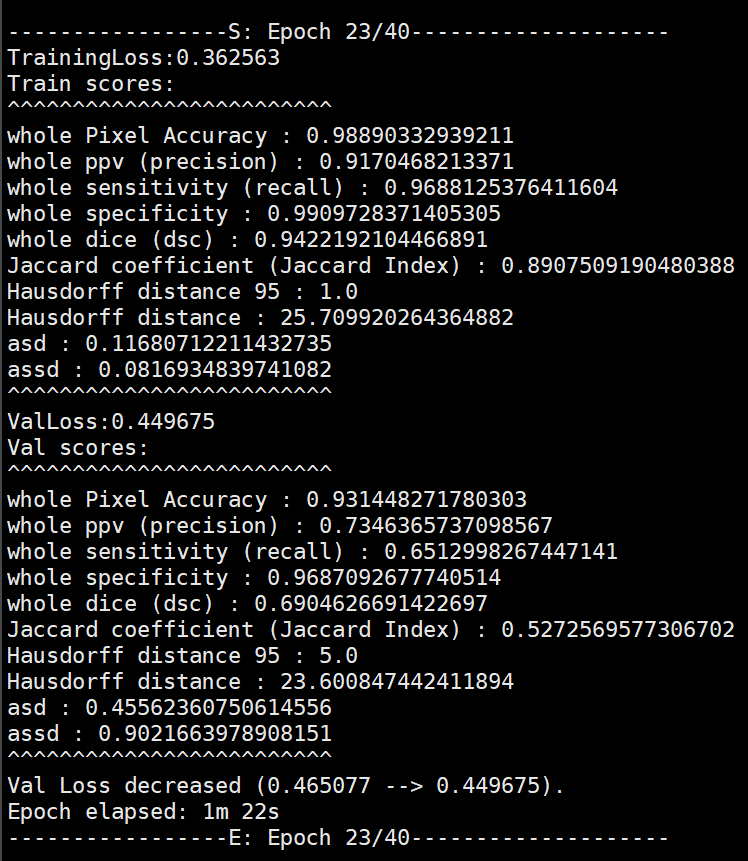 -----------------S: Epoch 23/40--------------------
TrainingLoss:0.362563
Train scores:
^^^^^^^^^^^^^^^^^^^^^^^^^
whole Pixel Accuracy : 0.98890332939211
whole ppv (precision) : 0.9170468213371
whole sensitivity (recall) : 0.9688125376411604
whole specificity : 0.9909728371405305
whole dice (dsc) : 0.9422192104466891
Jaccard coefficient (Jaccard Index) : 0.8907509190480388
Hausdorff distance 95 : 1.0
Hausdorff distance : 25.709920264364882
asd : 0.11680712211432735
assd : 0.0816934839741082
^^^^^^^^^^^^^^^^^^^^^^^^^
ValLoss:0.449675
Val scores:
^^^^^^^^^^^^^^^^^^^^^^^^^
whole Pixel Accuracy : 0.931448271780303
whole ppv (precision) : 0.7346365737098567
whole sensitivity (recall) : 0.6512998267447141
whole specificity : 0.9687092677740514
whole dice (dsc) : 0.6904626691422697
Jaccard coefficient (Jaccard Index) : 0.5272569577306702
Hausdorff distance 95 : 5.0
Hausdorff distance : 23.600847442411894
asd : 0.45562360750614556
assd : 0.9021663978908151
^^^^^^^^^^^^^^^^^^^^^^^^^
Val Loss decreased (0.465077 --> 0.449675).
Epoch elapsed: 1m 22s
-----------------E: Epoch 23/40--------------------